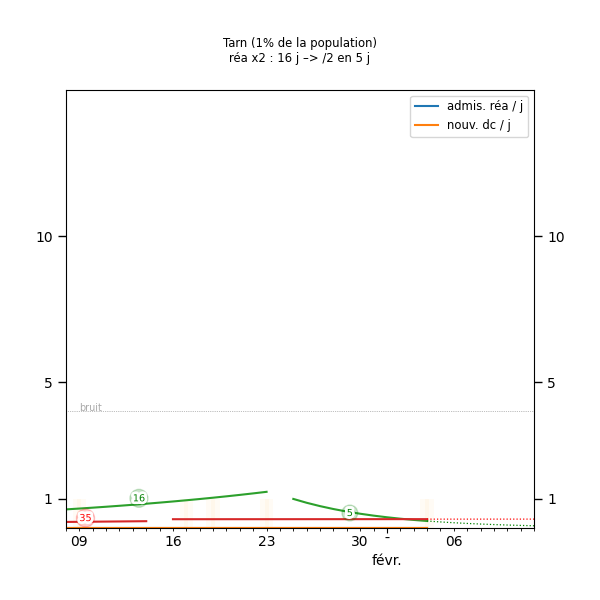 Tarn (1% de la population)
réa x2 : 16 j –> /2 en 5 j
admis. réa / j
nouv. dc / j
10 10
5 5
bruit
1 16 1
35 5
09 16 23 30 06
févr.